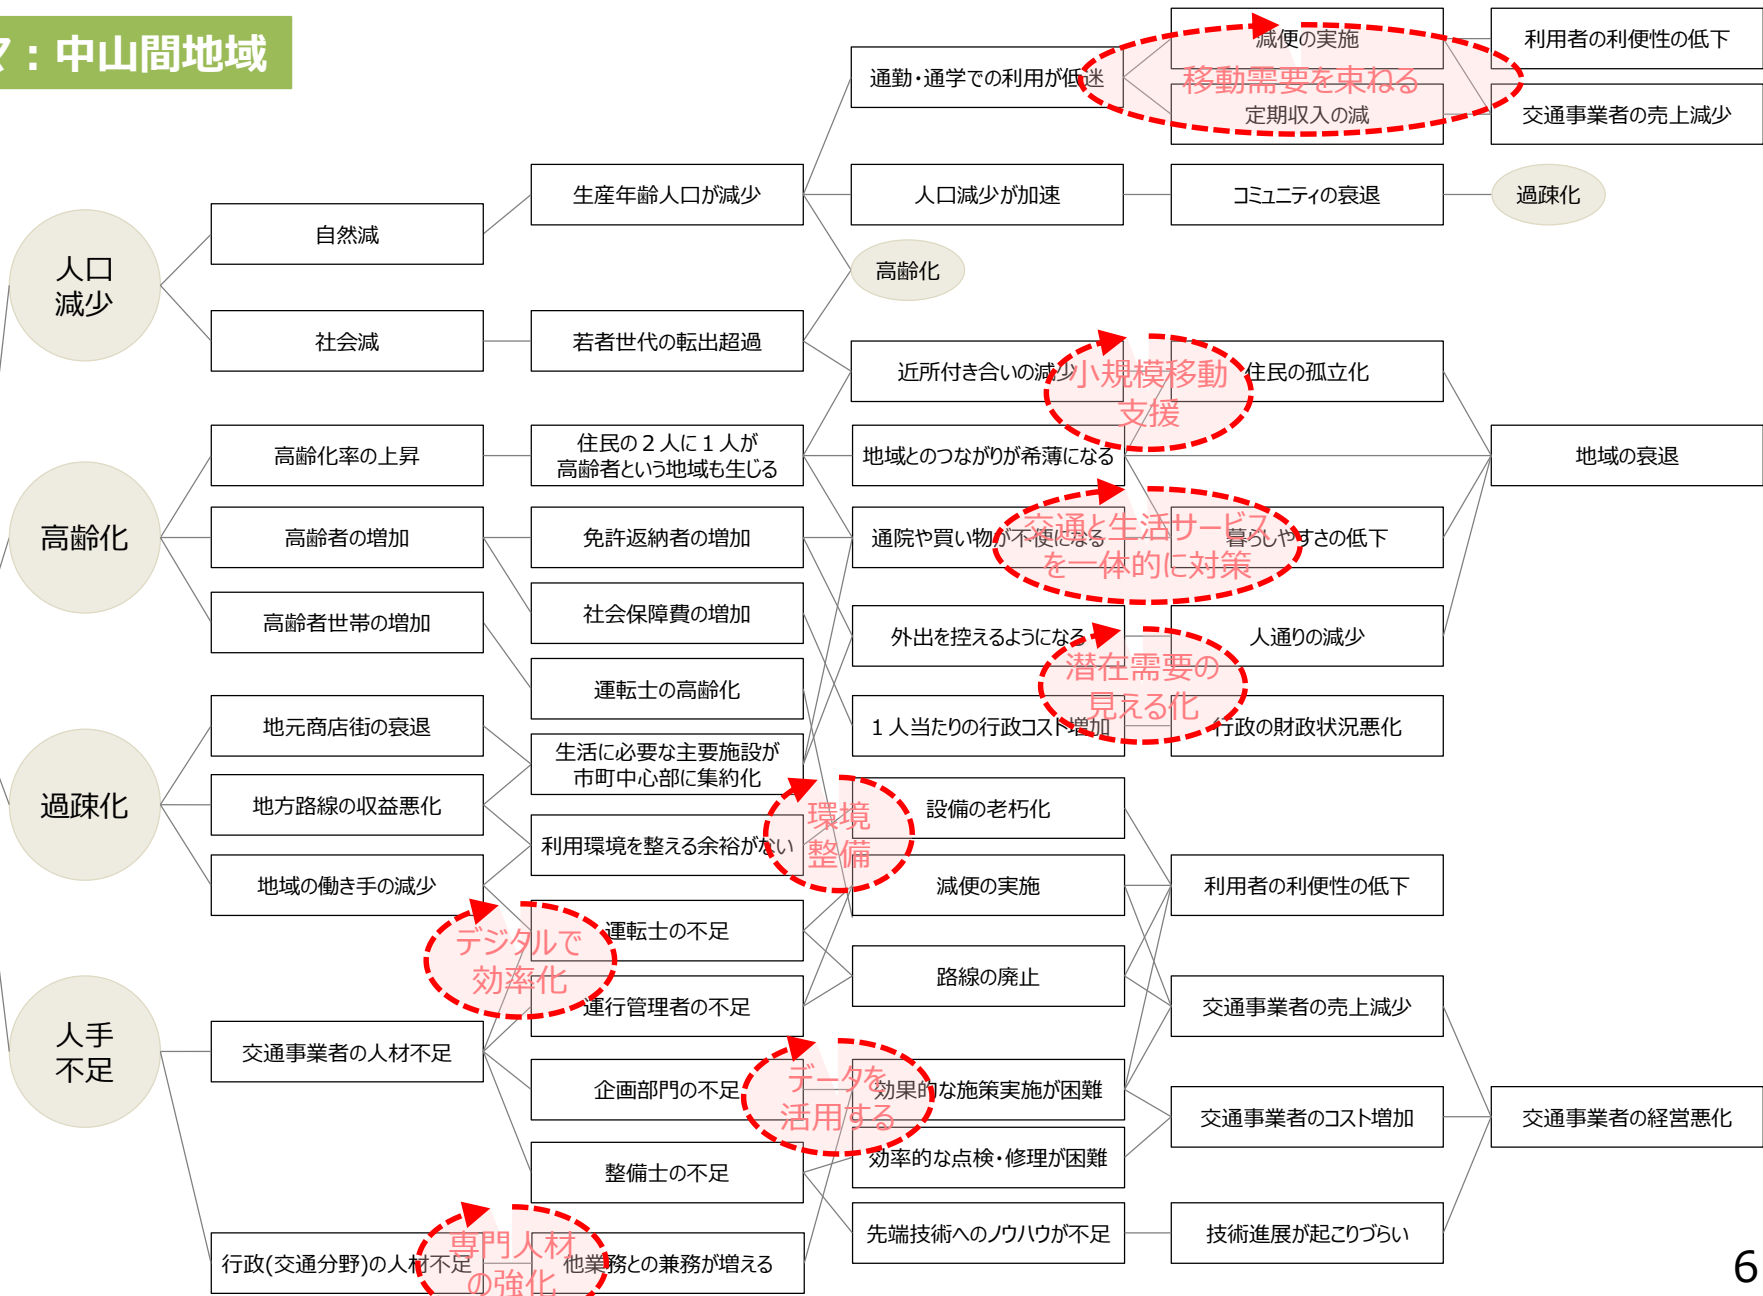 マ：中山間地域
減便の実施
利用者の利便性の低下
通勤・通学での利用が低迷
移動需要を束ねる
定期収入の減
交通事業者の売上減少
生産年齢人口が減少
人口減少が加速
コミュニティの衰退
過疎化
自然減
人口
減少
高齢化
社会減
若者世代の転出超過
近所付き合いの減少
小規模移動
支援
住民の孤立化
高齢化
高齢化率の上昇
住民の２人に１人が
高齢者という地域も生じる
地域とのつながりが希薄になる
地域の衰退
高齢者の増加
免許返納者の増加
通院や買い物が不便になる
交通と生活サービス
を一体的に対策
暮らしやすさの低下
高齢者世帯の増加
社会保障費の増加
外出を控えるようになる
人通りの減少
潜在需要の
見える化
運転士の高齢化
１人当たりの行政コスト増加
行政の財政状況悪化
過疎化
地元商店街の衰退
生活に必要な主要施設が
市町中心部に集約化
地方路線の収益悪化
利用環境を整える余裕がない
環境
整備
設備の老朽化
地域の働き手の減少
減便の実施
利用者の利便性の低下
デジタルで
効率化
運転士の不足
路線の廃止
人手
不足
交通事業者の人材不足
運行管理者の不足
交通事業者の売上減少
企画部門の不足
データを
活用する
効果的な施策実施が困難
交通事業者のコスト増加
交通事業者の経営悪化
整備士の不足
効率的な点検・修理が困難
先端技術へのノウハウが不足
技術進展が起こりづらい
行政(交通分野)の人材不足
専門人材
の強化
他業務との兼務が増える
6